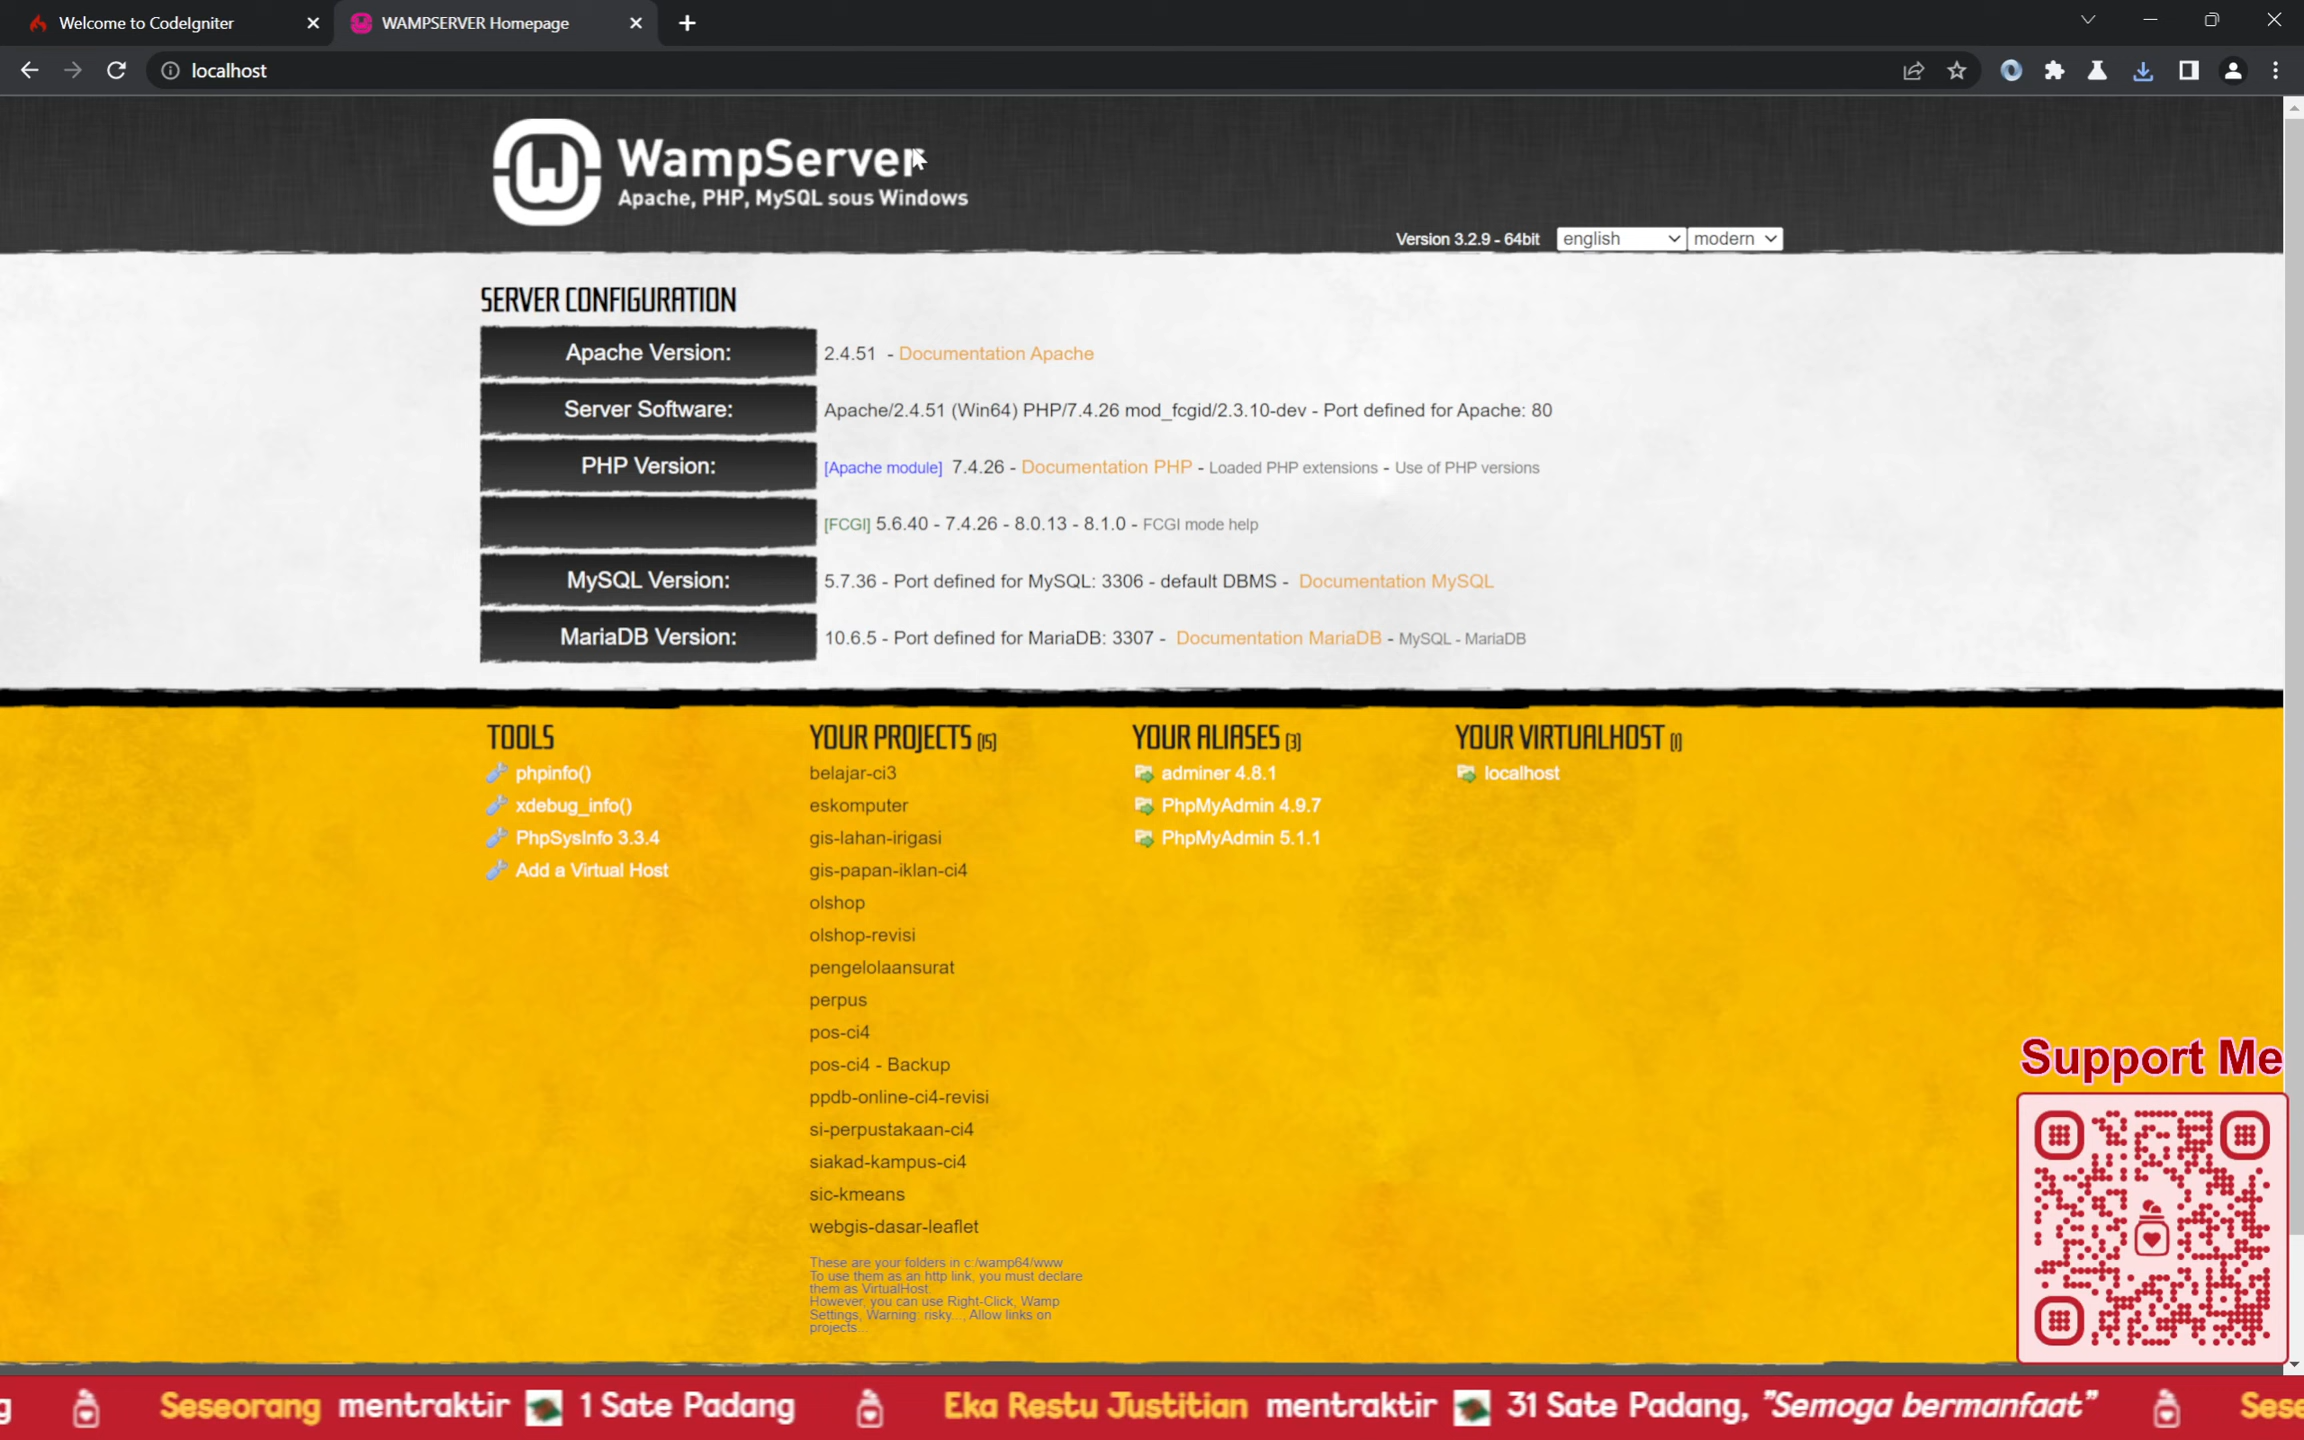 Welcome to CodeIgniter
WAMPSERVER Homepage
localhost
WampServer
Apache, PHP, MySQL sous Windows
Version 3.2.9 - 64bit english modern
SERVER CONFIGURATION
Apache Version: 2.4.51 - Documentation Apache
Server Software: Apache/2.4.51 (Win64) PHP/7.4.26 mod_fcgid/2.3.10-dev - Port defined for Apache: 80
PHP Version: [Apache module] 7.4.26 - Documentation PHP - Loaded PHP extensions - Use of PHP versions
[FCGI] 5.6.40 - 7.4.26 - 8.0.13 - 8.1.0 - FCGI mode help
MySQL Version: 5.7.36 - Port defined for MySQL: 3306 - default DBMS - Documentation MySQL
MariaDB Version: 10.6.5 - Port defined for MariaDB: 3307 - Documentation MariaDB - MySQL - MariaDB
TOOLS
phpinfo()
xdebug_info()
PhpSysInfo 3.3.4
Add a Virtual Host
YOUR PROJECTS (15)
belajar-ci3
eskomputer
gis-lahan-irigasi
gis-papan-iklan-ci4
olshop
olshop-revisi
pengelolaansurat
perpus
pos-ci4
pos-ci4 - Backup
ppdb-online-ci4-revisi
si-perpustakaan-ci4
siakad-kampus-ci4
sic-kmeans
webgis-dasar-leaflet
These are your folders in c:/wamp64/www
To use them as an http link, you must declare
them as VirtualHost.
However, you can use Right-Click, Wamp
Settings, Warning: risky..., Allow links on
projects...
YOUR ALIASES (3)
adminer 4.8.1
PhpMyAdmin 4.9.7
PhpMyAdmin 5.1.1
YOUR VIRTUALHOST (1)
localhost
Support Me
g Seseorang mentraktir 1 Sate Padang Eka Restu Justitian mentraktir 31 Sate Padang, "Semoga bermanfaat" Sese